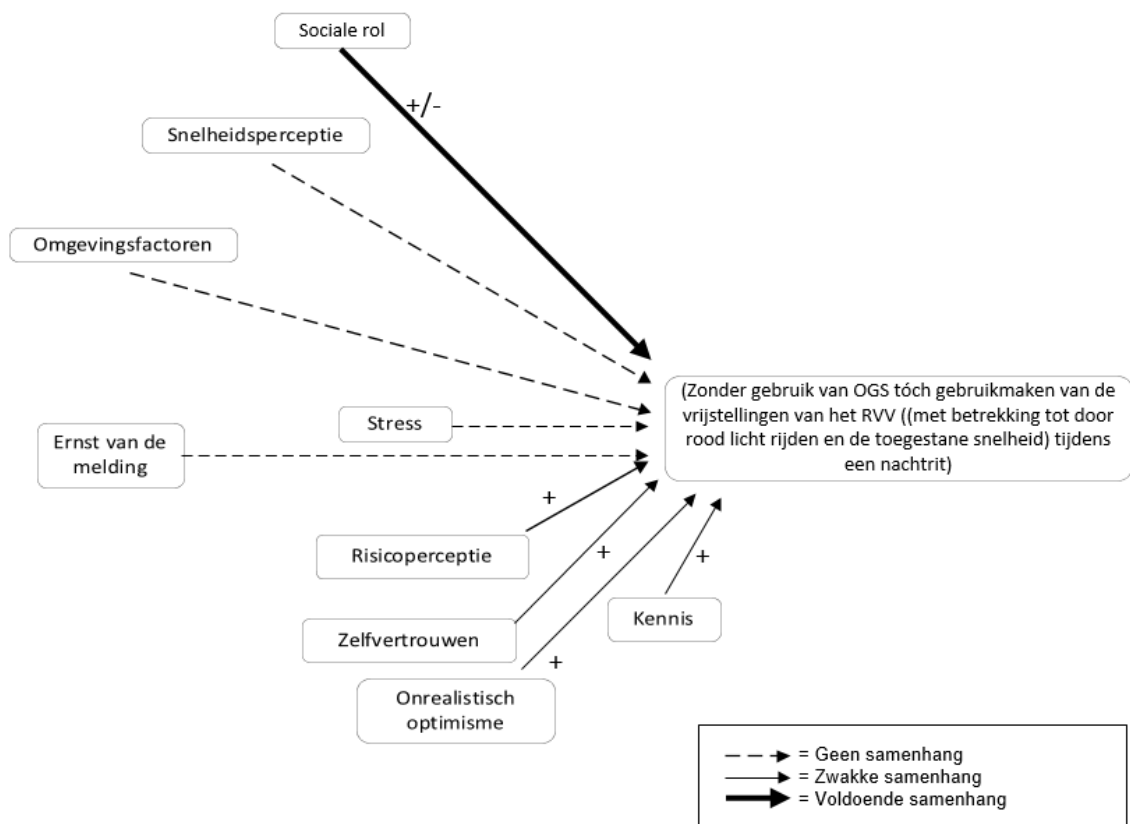 Sociale rol
+/-
Snelheidsperceptie
Omgevingsfactoren
(Zonder gebruik van OGS tóch gebruikmaken van de
vrijstellingen van het RVV ((met betrekking tot door
rood licht rijden en de toegestane snelheid) tijdens
een nachtrit)
Stress
Ernst van de
melding
+
Risicoperceptie
+
+
Kennis
Zelfvertrouwen
+
Onrealistisch
optimisme
= Geen samenhang
= Zwakke samenhang
= Voldoende samenhang